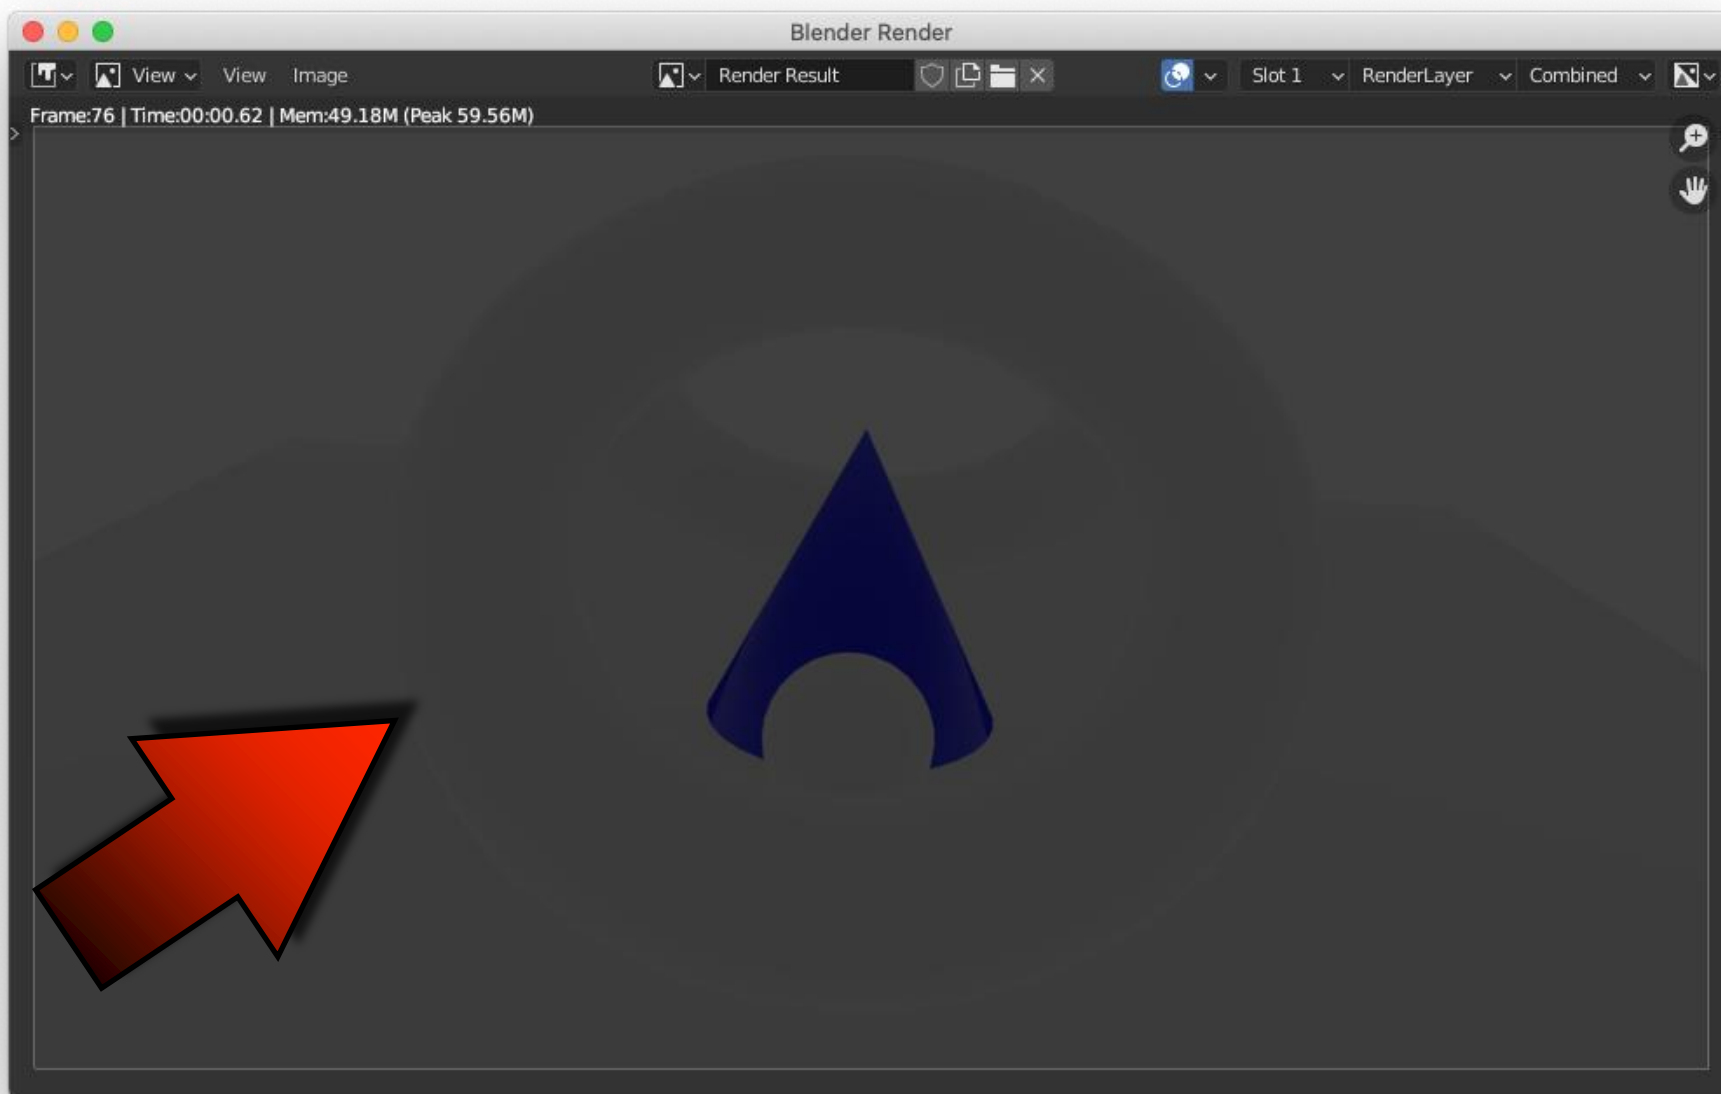 Blender Render
View View Image Render Result Slot 1 RenderLayer Combined
Frame:76 | Time:00:00.62 | Mem:49.18M (Peak 59.56M)